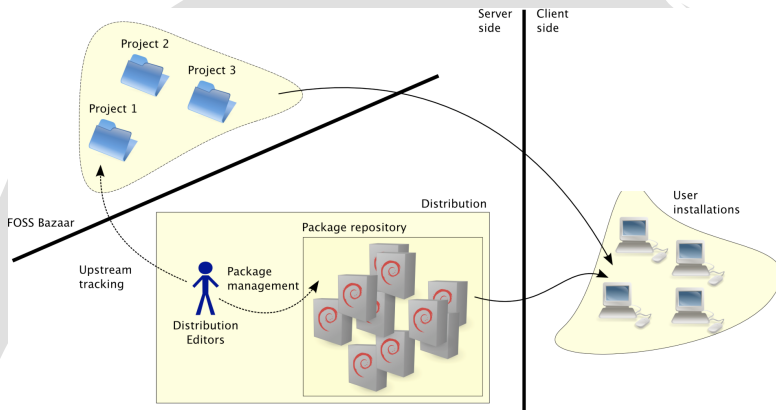 Server
side
Client
side
Project 2
Project 3
Project 1
FOSS Bazaar
Distribution
User
installations
Package repository
Upstream
tracking
Package
management
Distribution
Editors